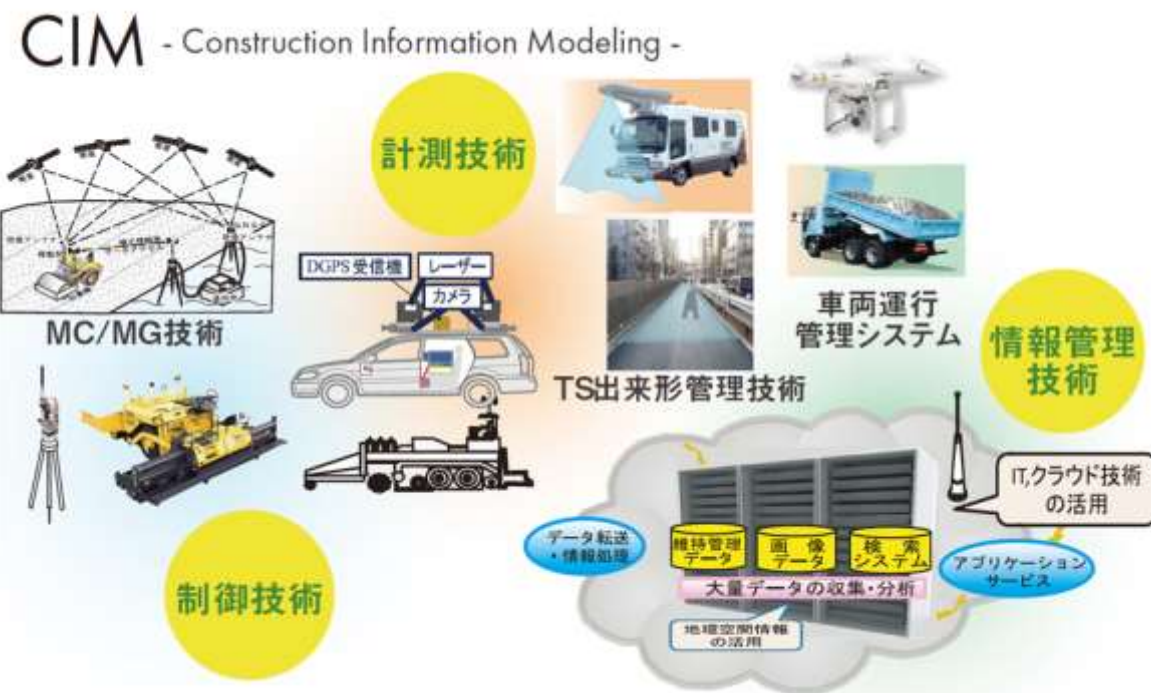 CIM - Construction Information Modeling -
計測技術
DGPS受信機
レーザー
カメラ
MC/MG技術
TS出来形管理技術
車両運行
管理システム
情報管理
技術
制御技術
IT,クラウド技術
の活用
データ転送
・情報処理
維持管理
データ
画像
データ
検索
システム
アプリケーション
サービス
大量データの収集・分析
地理空間情報
の活用